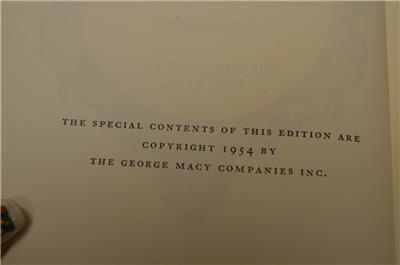 THE SPECIAL CONTENTS OF THIS EDITION ARE
COPYRIGHT 1954 BY
THE GEORGE MACY COMPANIES INC.